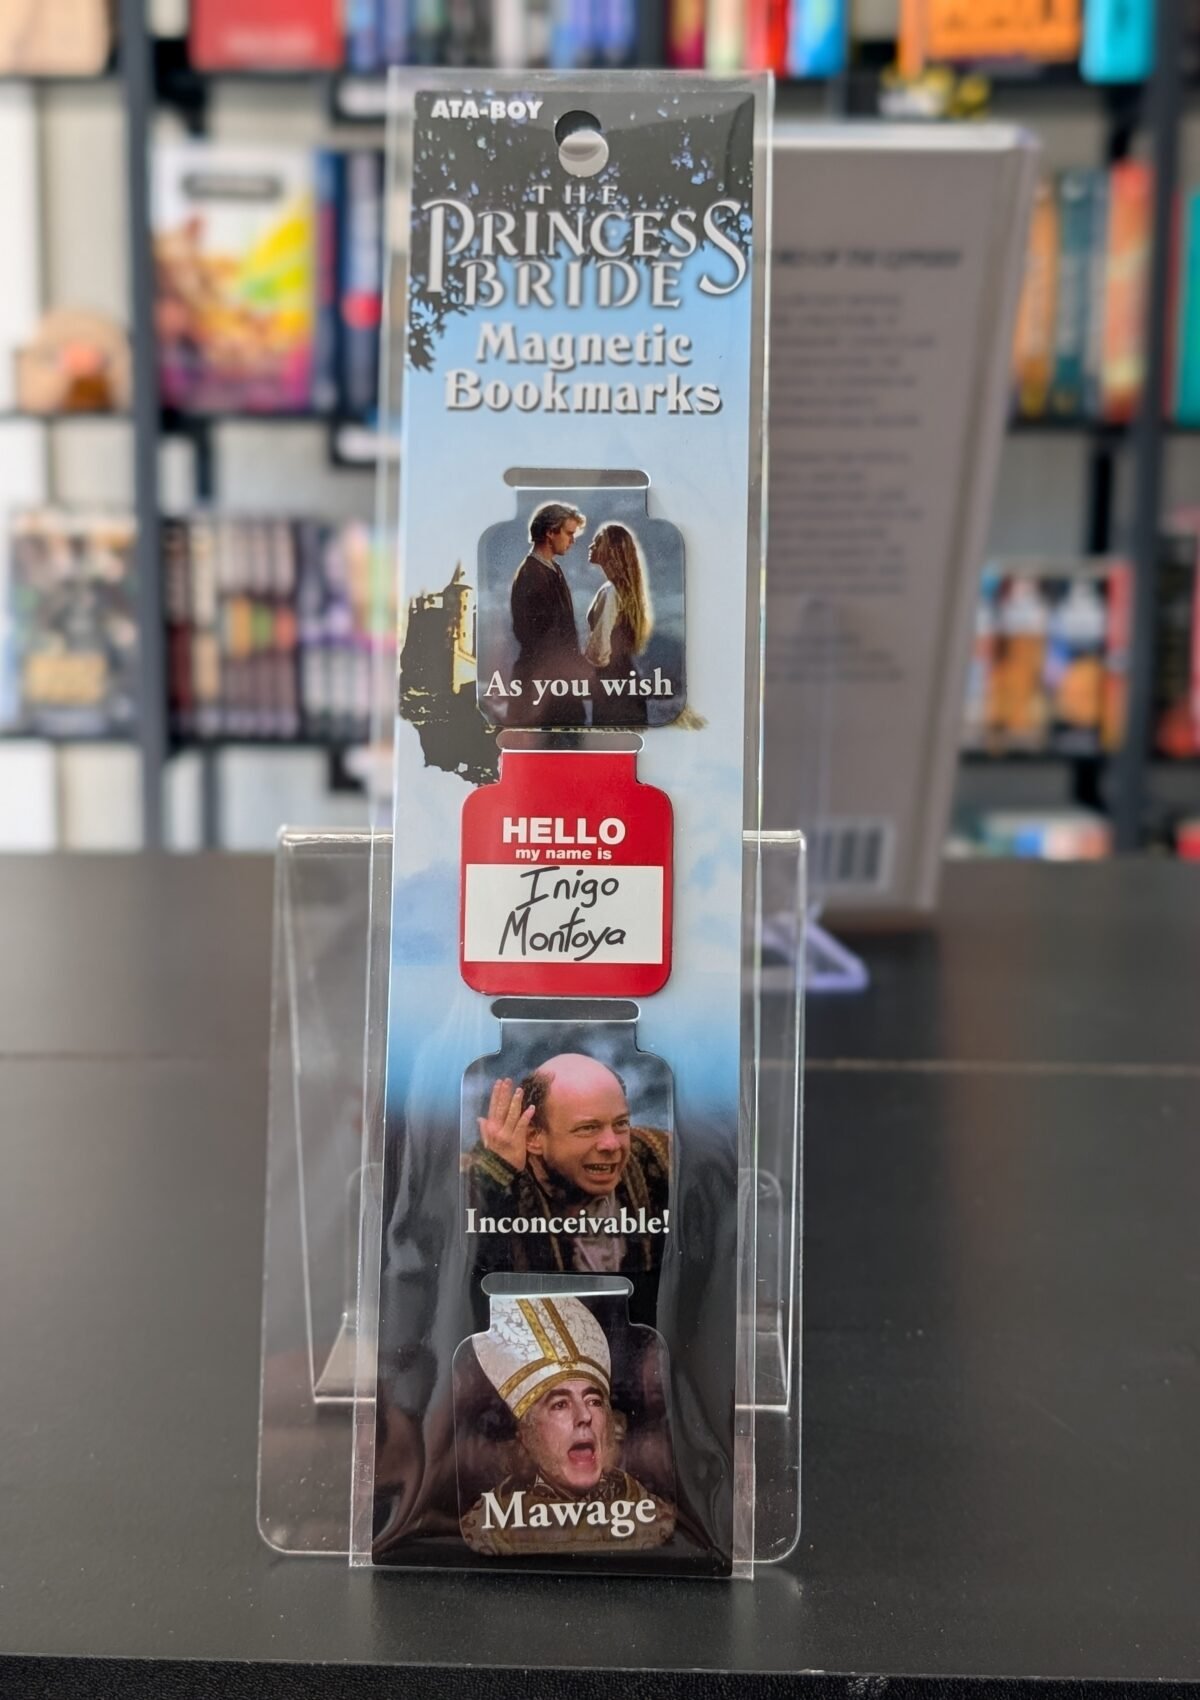 ATA-BOY
THE
PRINCESS
BRIDE
Magnetic
Bookmarks
As you wish
HELLO
my name is
Inigo
Montoya
Inconceivable!
Mawage